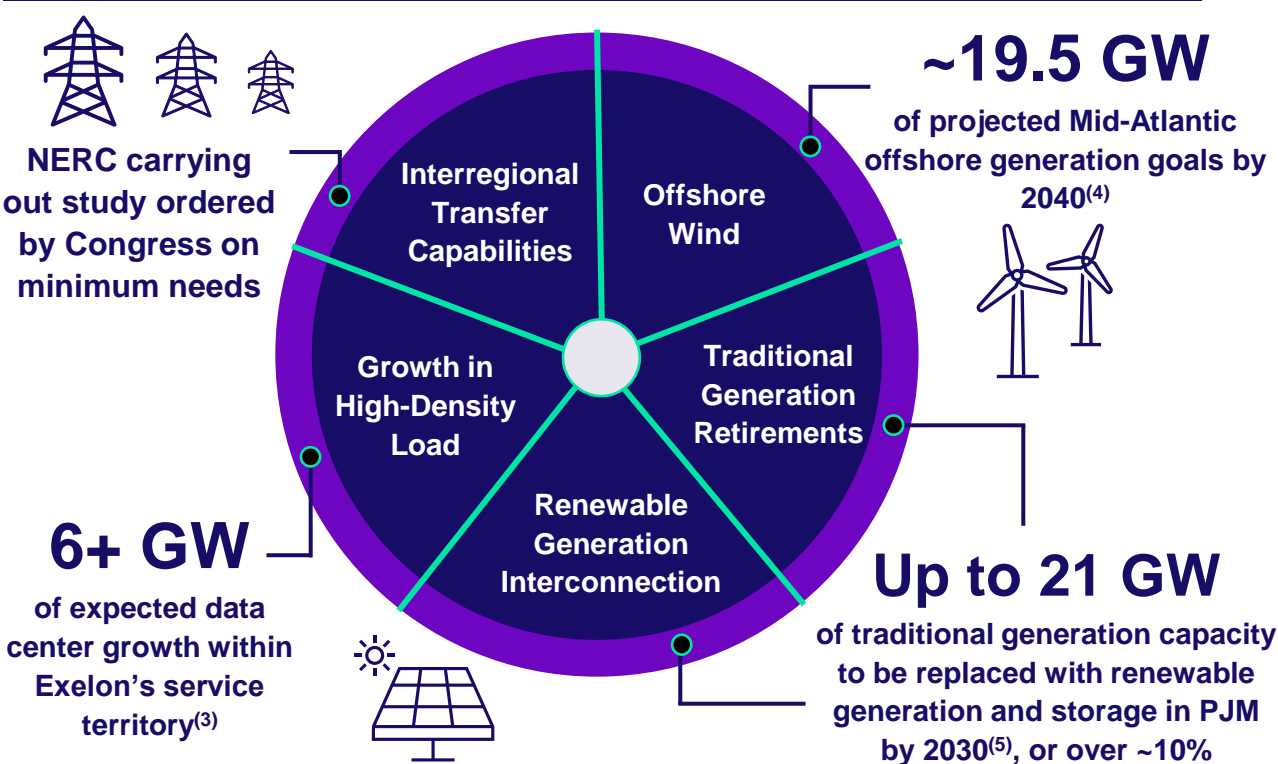 NERC carrying
out study ordered
by Congress on
minimum needs
Interregional
Transfer
Capabilities
Offshore
Wind
~19.5 GW
of projected Mid-Atlantic
offshore generation goals by
2040(4)
Growth in
High-Density
Load
Traditional
Generation
Retirements
Renewable
Generation
Interconnection
6+ GW
of expected data
center growth within
Exelon's service
territory(3)
Up to 21 GW
of traditional generation capacity
to be replaced with renewable
generation and storage in PJM
by 2030(5), or over ~10%